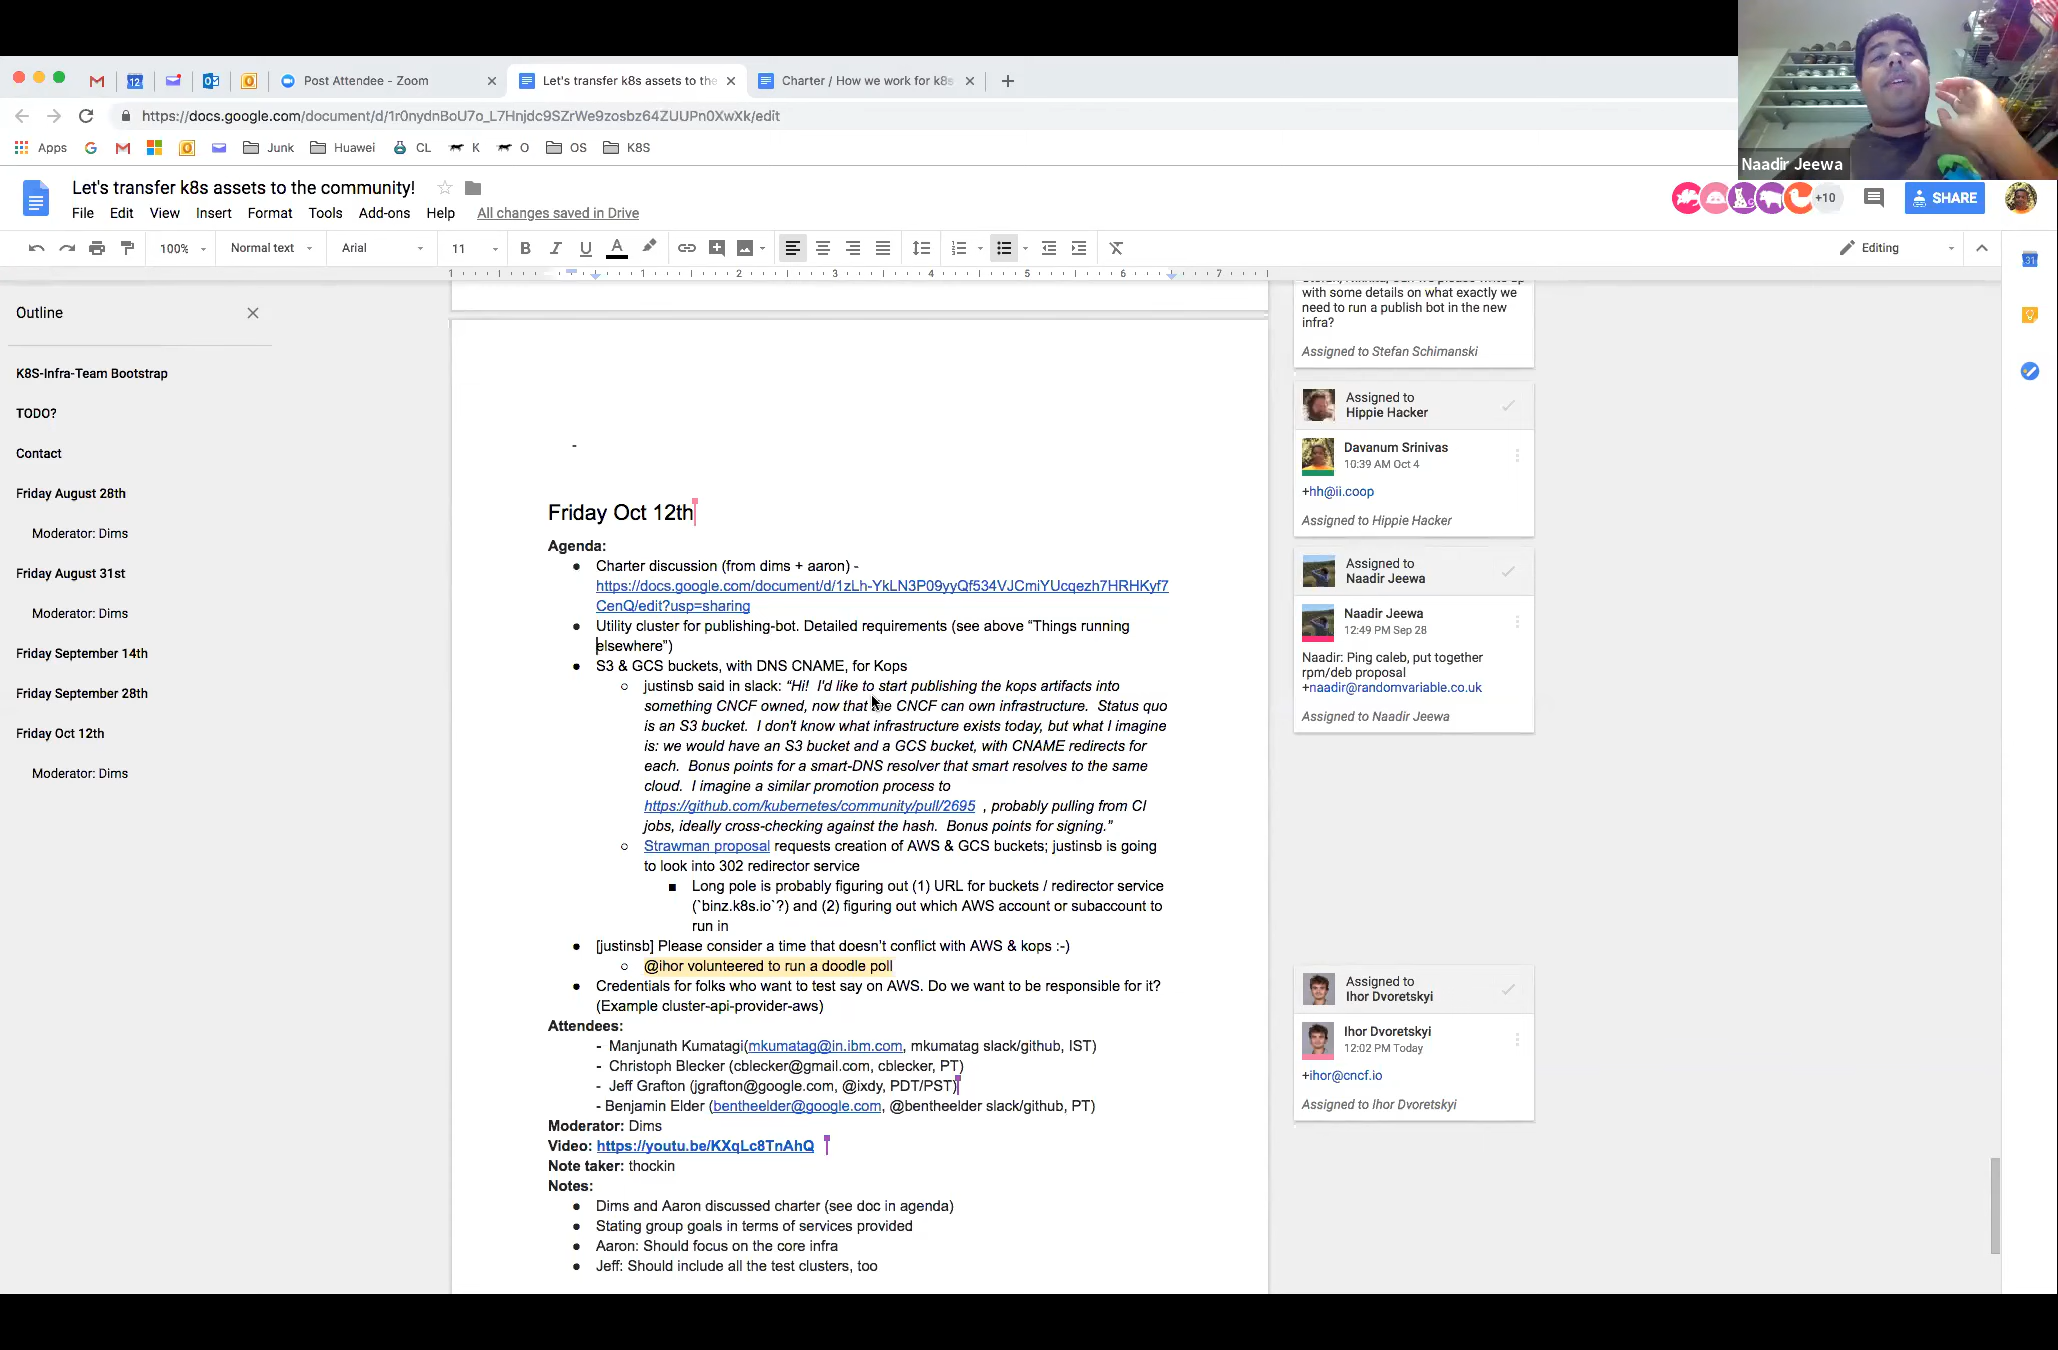 Naadir Jeewa
12
Post Attendee - Zoom
Let's transfer k8s assets to the
Charter / How we work for k8s
https://docs.google.com/document/d/1r0nydnBoU7o_L7Hnjdc9SZrWe9zosbz64ZUUPn0XwXk/edit
Apps
Junk
Huawei
CL
K
O
OS
K8S
Let's transfer k8s assets to the community!
File Edit View Insert Format Tools Add-ons Help All changes saved in Drive
+10
SHARE
100% Normal text Arial 11 B I U A Editing
1 1 2 3 4 5 6 7
31
Outline
K8S-Infra-Team Bootstrap
TODO?
Contact
Friday August 28th
Moderator: Dims
Friday August 31st
Moderator: Dims
Friday September 14th
Friday September 28th
Friday Oct 12th
Moderator: Dims
-
Friday Oct 12th
Agenda:
● Charter discussion (from dims + aaron) -
https://docs.google.com/document/d/1zLh-YkLN3P09yyQf534VJCmiYUcqezh7HRHKyf7
CenQ/edit?usp=sharing
● Utility cluster for publishing-bot. Detailed requirements (see above “Things running
elsewhere”)
● S3 & GCS buckets, with DNS CNAME, for Kops
○ justinsb said in slack: “Hi! I'd like to start publishing the kops artifacts into
something CNCF owned, now that the CNCF can own infrastructure. Status quo
is an S3 bucket. I don't know what infrastructure exists today, but what I imagine
is: we would have an S3 bucket and a GCS bucket, with CNAME redirects for
each. Bonus points for a smart-DNS resolver that smart resolves to the same
cloud. I imagine a similar promotion process to
https://github.com/kubernetes/community/pull/2695 , probably pulling from CI
jobs, ideally cross-checking against the hash. Bonus points for signing.”
○ Strawman proposal requests creation of AWS & GCS buckets; justinsb is going
to look into 302 redirector service
■ Long pole is probably figuring out (1) URL for buckets / redirector service
(`binz.k8s.io`?) and (2) figuring out which AWS account or subaccount to
run in
● [justinsb] Please consider a time that doesn't conflict with AWS & kops :-)
○ @ihor volunteered to run a doodle poll
● Credentials for folks who want to test say on AWS. Do we want to be responsible for it?
(Example cluster-api-provider-aws)
Attendees:
- Manjunath Kumatagi(mkumatag@in.ibm.com, mkumatag slack/github, IST)
- Christoph Blecker (cblecker@gmail.com, cblecker, PT)
- Jeff Grafton (jgrafton@google.com, @ixdy, PDT/PST)
- Benjamin Elder (bentheelder@google.com, @bentheelder slack/github, PT)
Moderator: Dims
Video: https://youtu.be/KXqLc8TnAhQ
Note taker: thockin
Notes:
● Dims and Aaron discussed charter (see doc in agenda)
● Stating group goals in terms of services provided
● Aaron: Should focus on the core infra
● Jeff: Should include all the test clusters, too
with some details on what exactly we
need to run a publish bot in the new
infra?
Assigned to Stefan Schimanski
Assigned to
Hippie Hacker
Davanum Srinivas
10:39 AM Oct 4
+hh@ii.coop
Assigned to Hippie Hacker
Assigned to
Naadir Jeewa
Naadir Jeewa
12:49 PM Sep 28
Naadir: Ping caleb, put together
rpm/deb proposal
+naadir@randomvariable.co.uk
Assigned to Naadir Jeewa
Assigned to
Ihor Dvoretskyi
Ihor Dvoretskyi
12:02 PM Today
+ihor@cncf.io
Assigned to Ihor Dvoretskyi